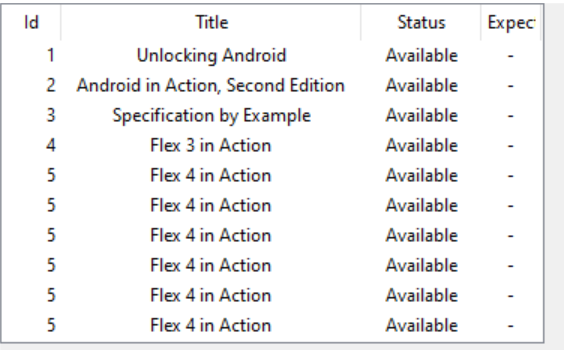 Id Title Status Expec
1 Unlocking Android Available -
2 Android in Action, Second Edition Available -
3 Specification by Example Available -
4 Flex 3 in Action Available -
5 Flex 4 in Action Available -
5 Flex 4 in Action Available -
5 Flex 4 in Action Available -
5 Flex 4 in Action Available -
5 Flex 4 in Action Available -
5 Flex 4 in Action Available -